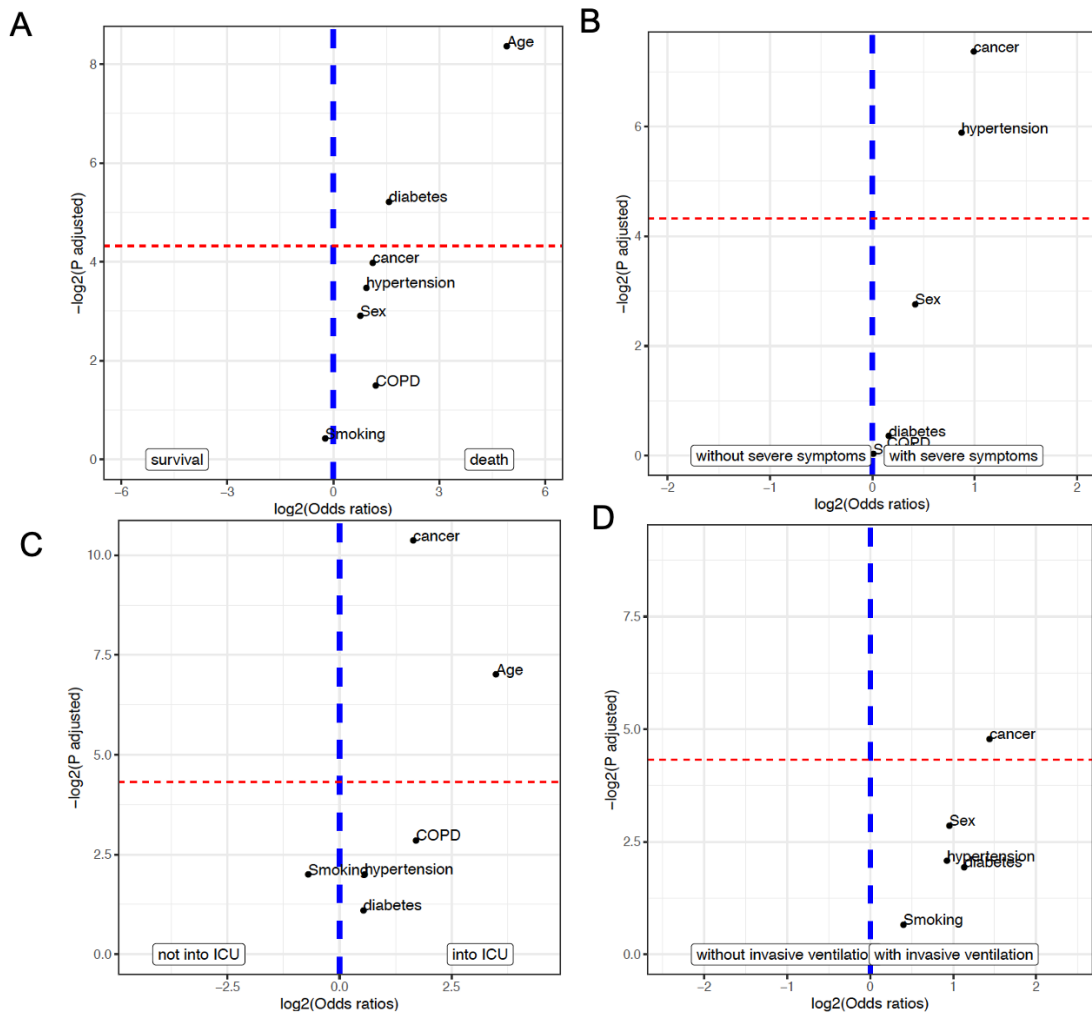 A
Age
8
6
diabetes
4
cancer
hypertension
Sex
2
COPD
Smoking
0
survival
death
-6
-3
0
3
6
log2(Odds ratios)
−log2(P adjusted)
B
cancer
6
hypertension
4
Sex
2
diabetes
COPD
0
without severe symptoms
with severe symptoms
-2
-1
0
1
2
log2(Odds ratios)
−log2(P adjusted)
C
10.0
cancer
7.5
Age
5.0
COPD
2.5
Smoking
hypertension
diabetes
0.0
not into ICU
into ICU
-2.5
0.0
2.5
log2(Odds ratios)
−log2(P adjusted)
D
7.5
5.0
cancer
Sex
2.5
hypertension
diabetes
Smoking
0.0
without invasive ventilatio
with invasive ventilation
-2
-1
0
1
2
log2(Odds ratios)
−log2(P adjusted)